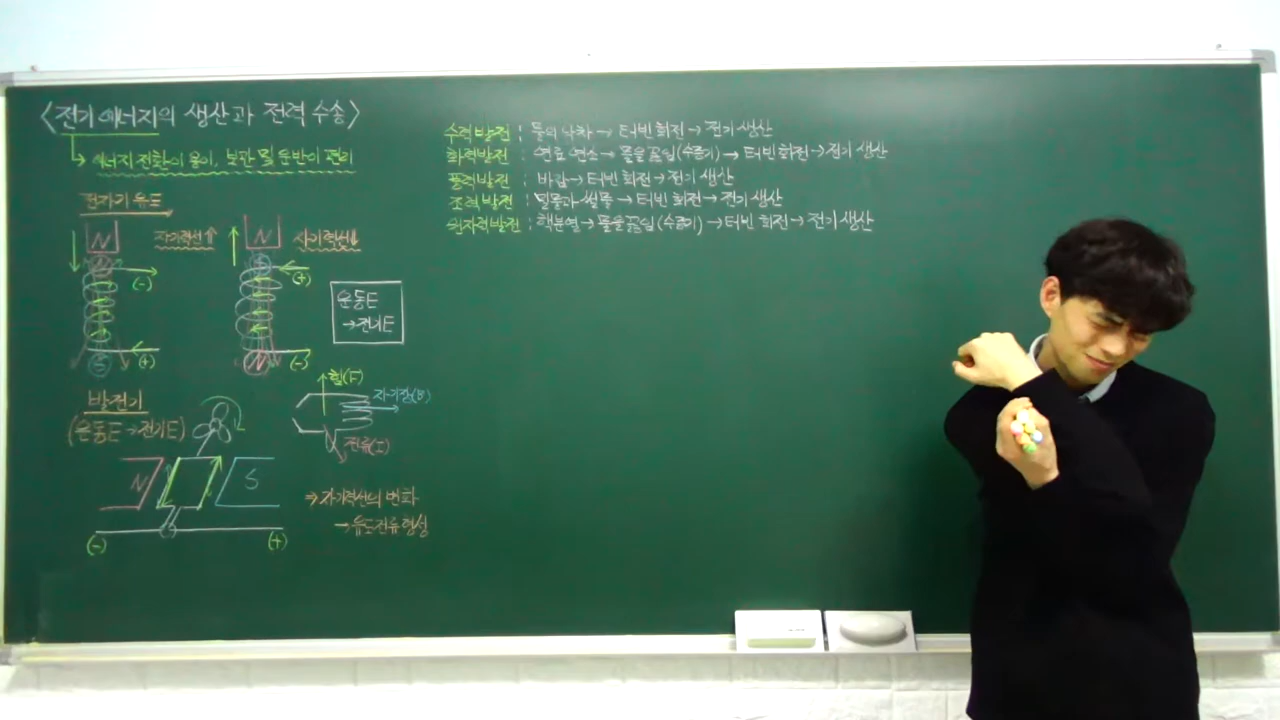 <전기에너지의 생산과 전력 수송>
↳ 에너지 전환이 용이, 보관 및 운반이 편리
전자기 유도
N 자기력선↑
(-)
(+)
S
N 자기력선↓
S (+)
N (-)
운동E
→전기E
발전기
(운동E→전기E)
N S
(-) (+)
힘(F)
자기장(B)
전류(I)
⇒ 자기력선의 변화
→유도전류형성
수력발전 : 물의 낙차 → 터빈 회전 → 전기 생산
화력발전 : 연료 연소 → 물을 끓임(수증기) → 터빈 회전 → 전기 생산
풍력발전 : 바람 → 터빈 회전 → 전기 생산
조력발전 : 밀물과 썰물 → 터빈 회전 → 전기 생산
원자력발전 : 핵분열 → 물을 끓임(수증기) → 터빈 회전 → 전기 생산